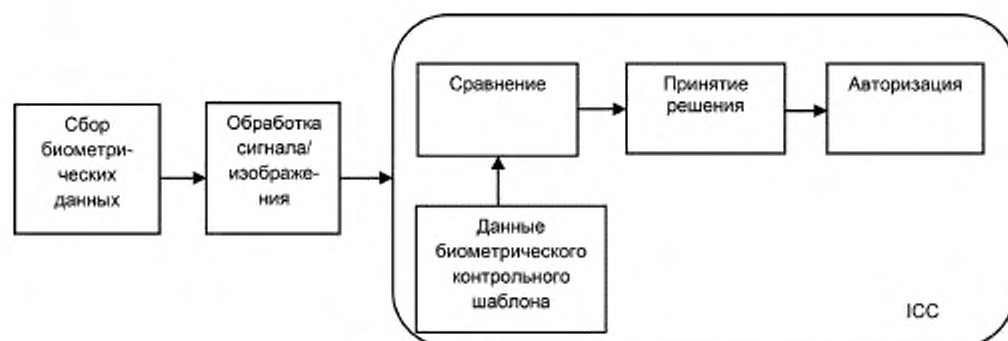 Сбор
биометри-
ческих
данных
Обработка
сигнала/
изображе-
ния
Сравнение
Принятие
решения
Авторизация
Данные
биометрического
контрольного
шаблона
ICC